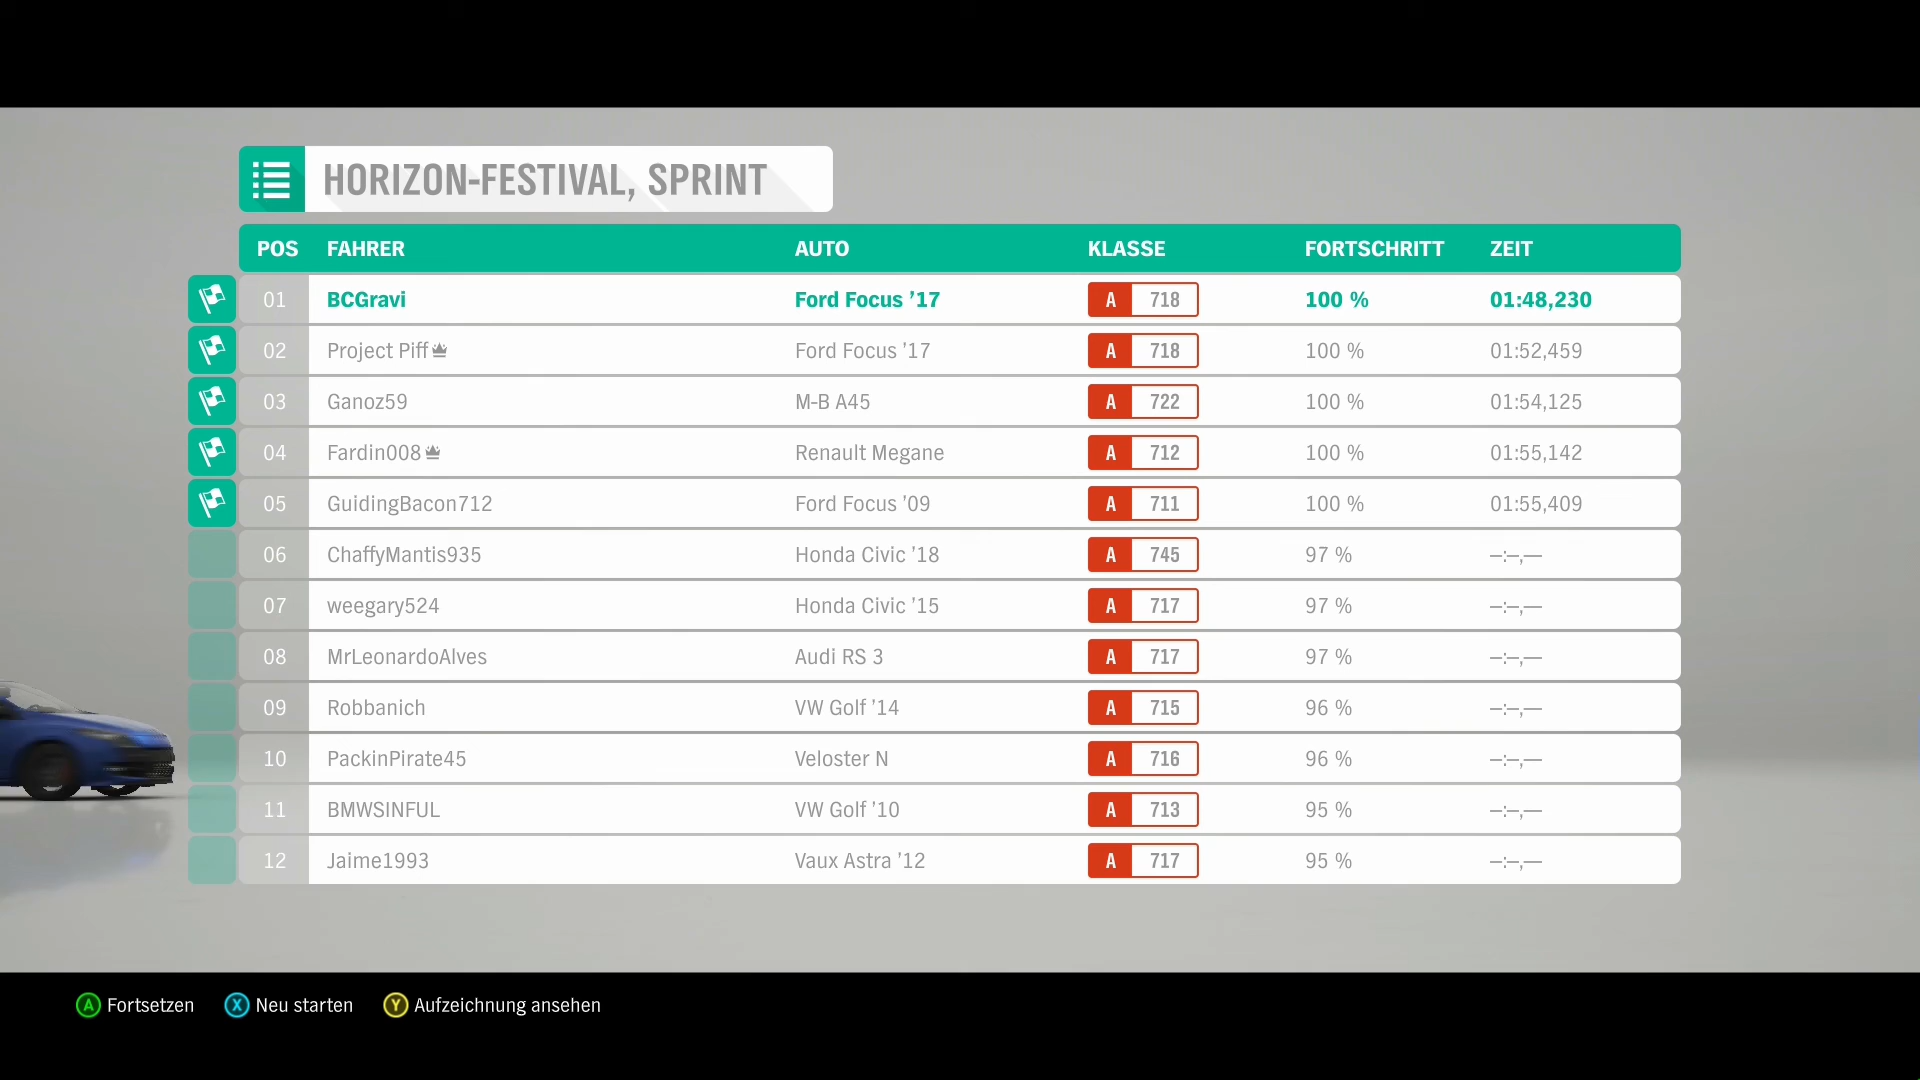 HORIZON-FESTIVAL, SPRINT
POS FAHRER AUTO KLASSE FORTSCHRITT ZEIT
01 BCGravi Ford Focus ’17 A 718 100 % 01:48,230
02 Project Piff Ford Focus ’17 A 718 100 % 01:52,459
03 Ganoz59 M-B A45 A 722 100 % 01:54,125
04 Fardin008 Renault Megane A 712 100 % 01:55,142
05 GuidingBacon712 Ford Focus ’09 A 711 100 % 01:55,409
06 ChaffyMantis935 Honda Civic ’18 A 745 97 % –:–,—
07 weegary524 Honda Civic ’15 A 717 97 % –:–,—
08 MrLeonardoAlves Audi RS 3 A 717 97 % –:–,—
09 Robbanich VW Golf ’14 A 715 96 % –:–,—
10 PackinPirate45 Veloster N A 716 96 % –:–,—
11 BMWSINFUL VW Golf ’10 A 713 95 % –:–,—
12 Jaime1993 Vaux Astra ’12 A 717 95 % –:–,—
A Fortsetzen X Neu starten Y Aufzeichnung ansehen